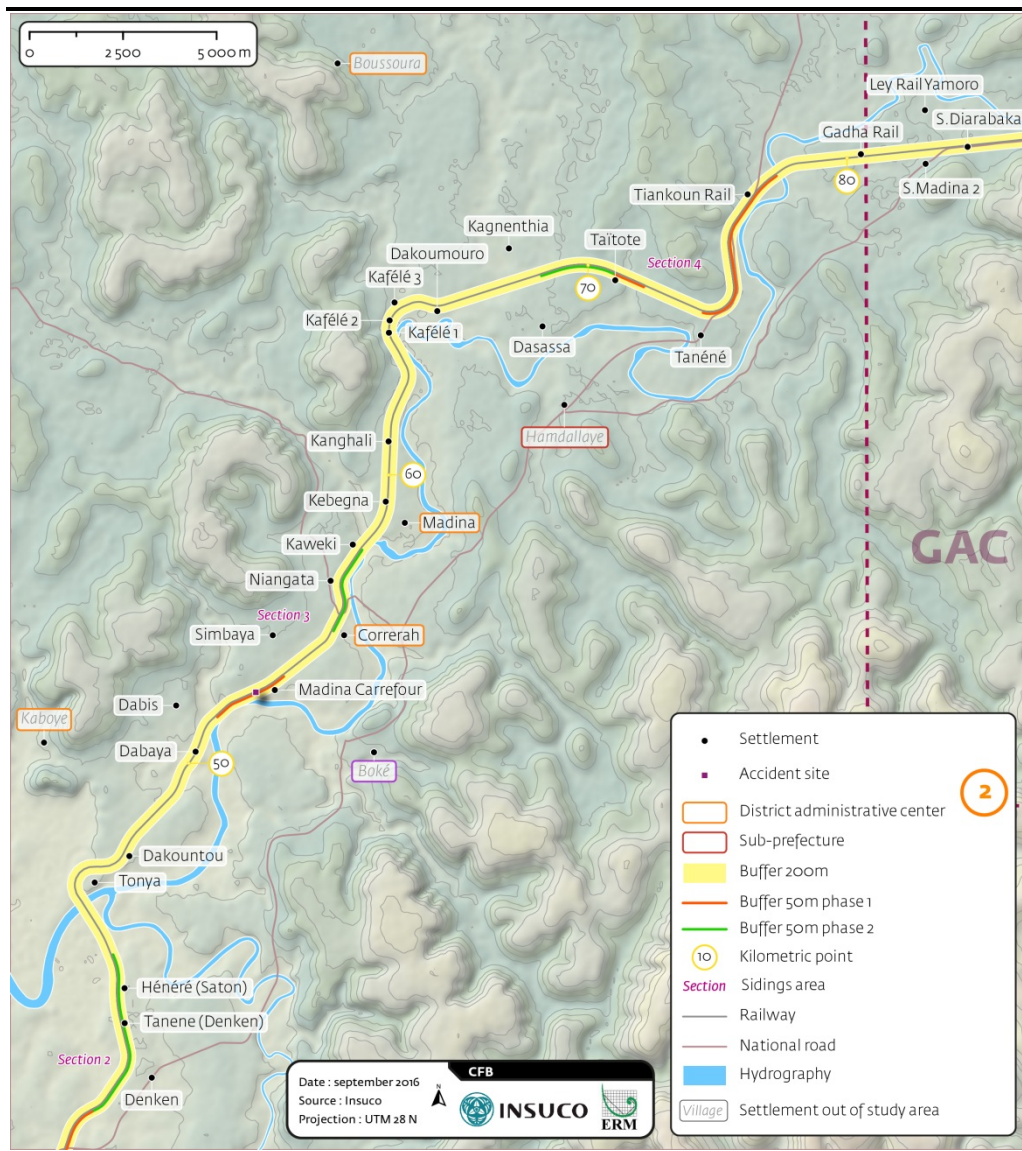 0 2 500 5 000 m
Boussoura
Ley Rail Yamoro
S.Diarabaka
Gadha Rail
80
S.Madina 2
Tiankoun Rail
Kagnenthia
Taïtote
Section 4
Dakoumouro
Kafélé 3
70
Kafélé 2
Kafélé 1
Dasassa
Tanéné
Hamdallaye
Kanghali
60
Kebegna
Madina
Kaweki
GAC
Niangata
Section 3
Simbaya
Correrah
Madina Carrefour
Dabis
Kaboye
Dabaya
50
Boké
Dakountou
Tonya
Hénéré (Saton)
Tanene (Denken)
Section 2
Denken
Settlement
Accident site
2
District administrative center
Sub-prefecture
Buffer 200m
Buffer 50m phase 1
Buffer 50m phase 2
10 Kilometric point
Section Sidings area
Railway
National road
Hydrography
Village Settlement out of study area
CFB
Date : september 2016
Source : Insuco
Projection : UTM 28 N
N
INSUCO
ERM